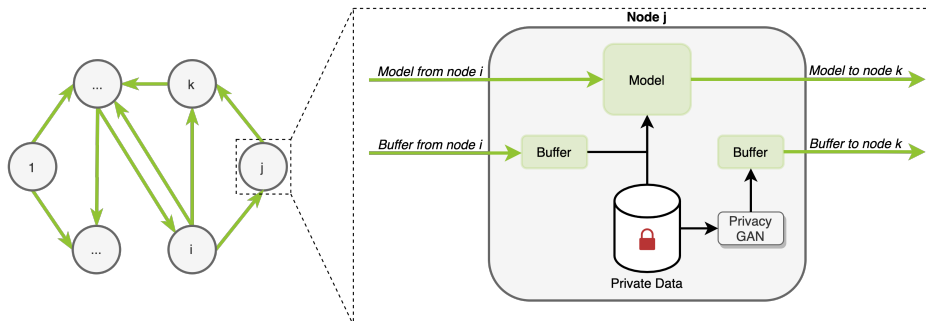 Node j
...
k
1
j
...
i
Model from node i
Model
Model to node k
Buffer from node i
Buffer
Buffer
Buffer to node k
Privacy
GAN
Private Data